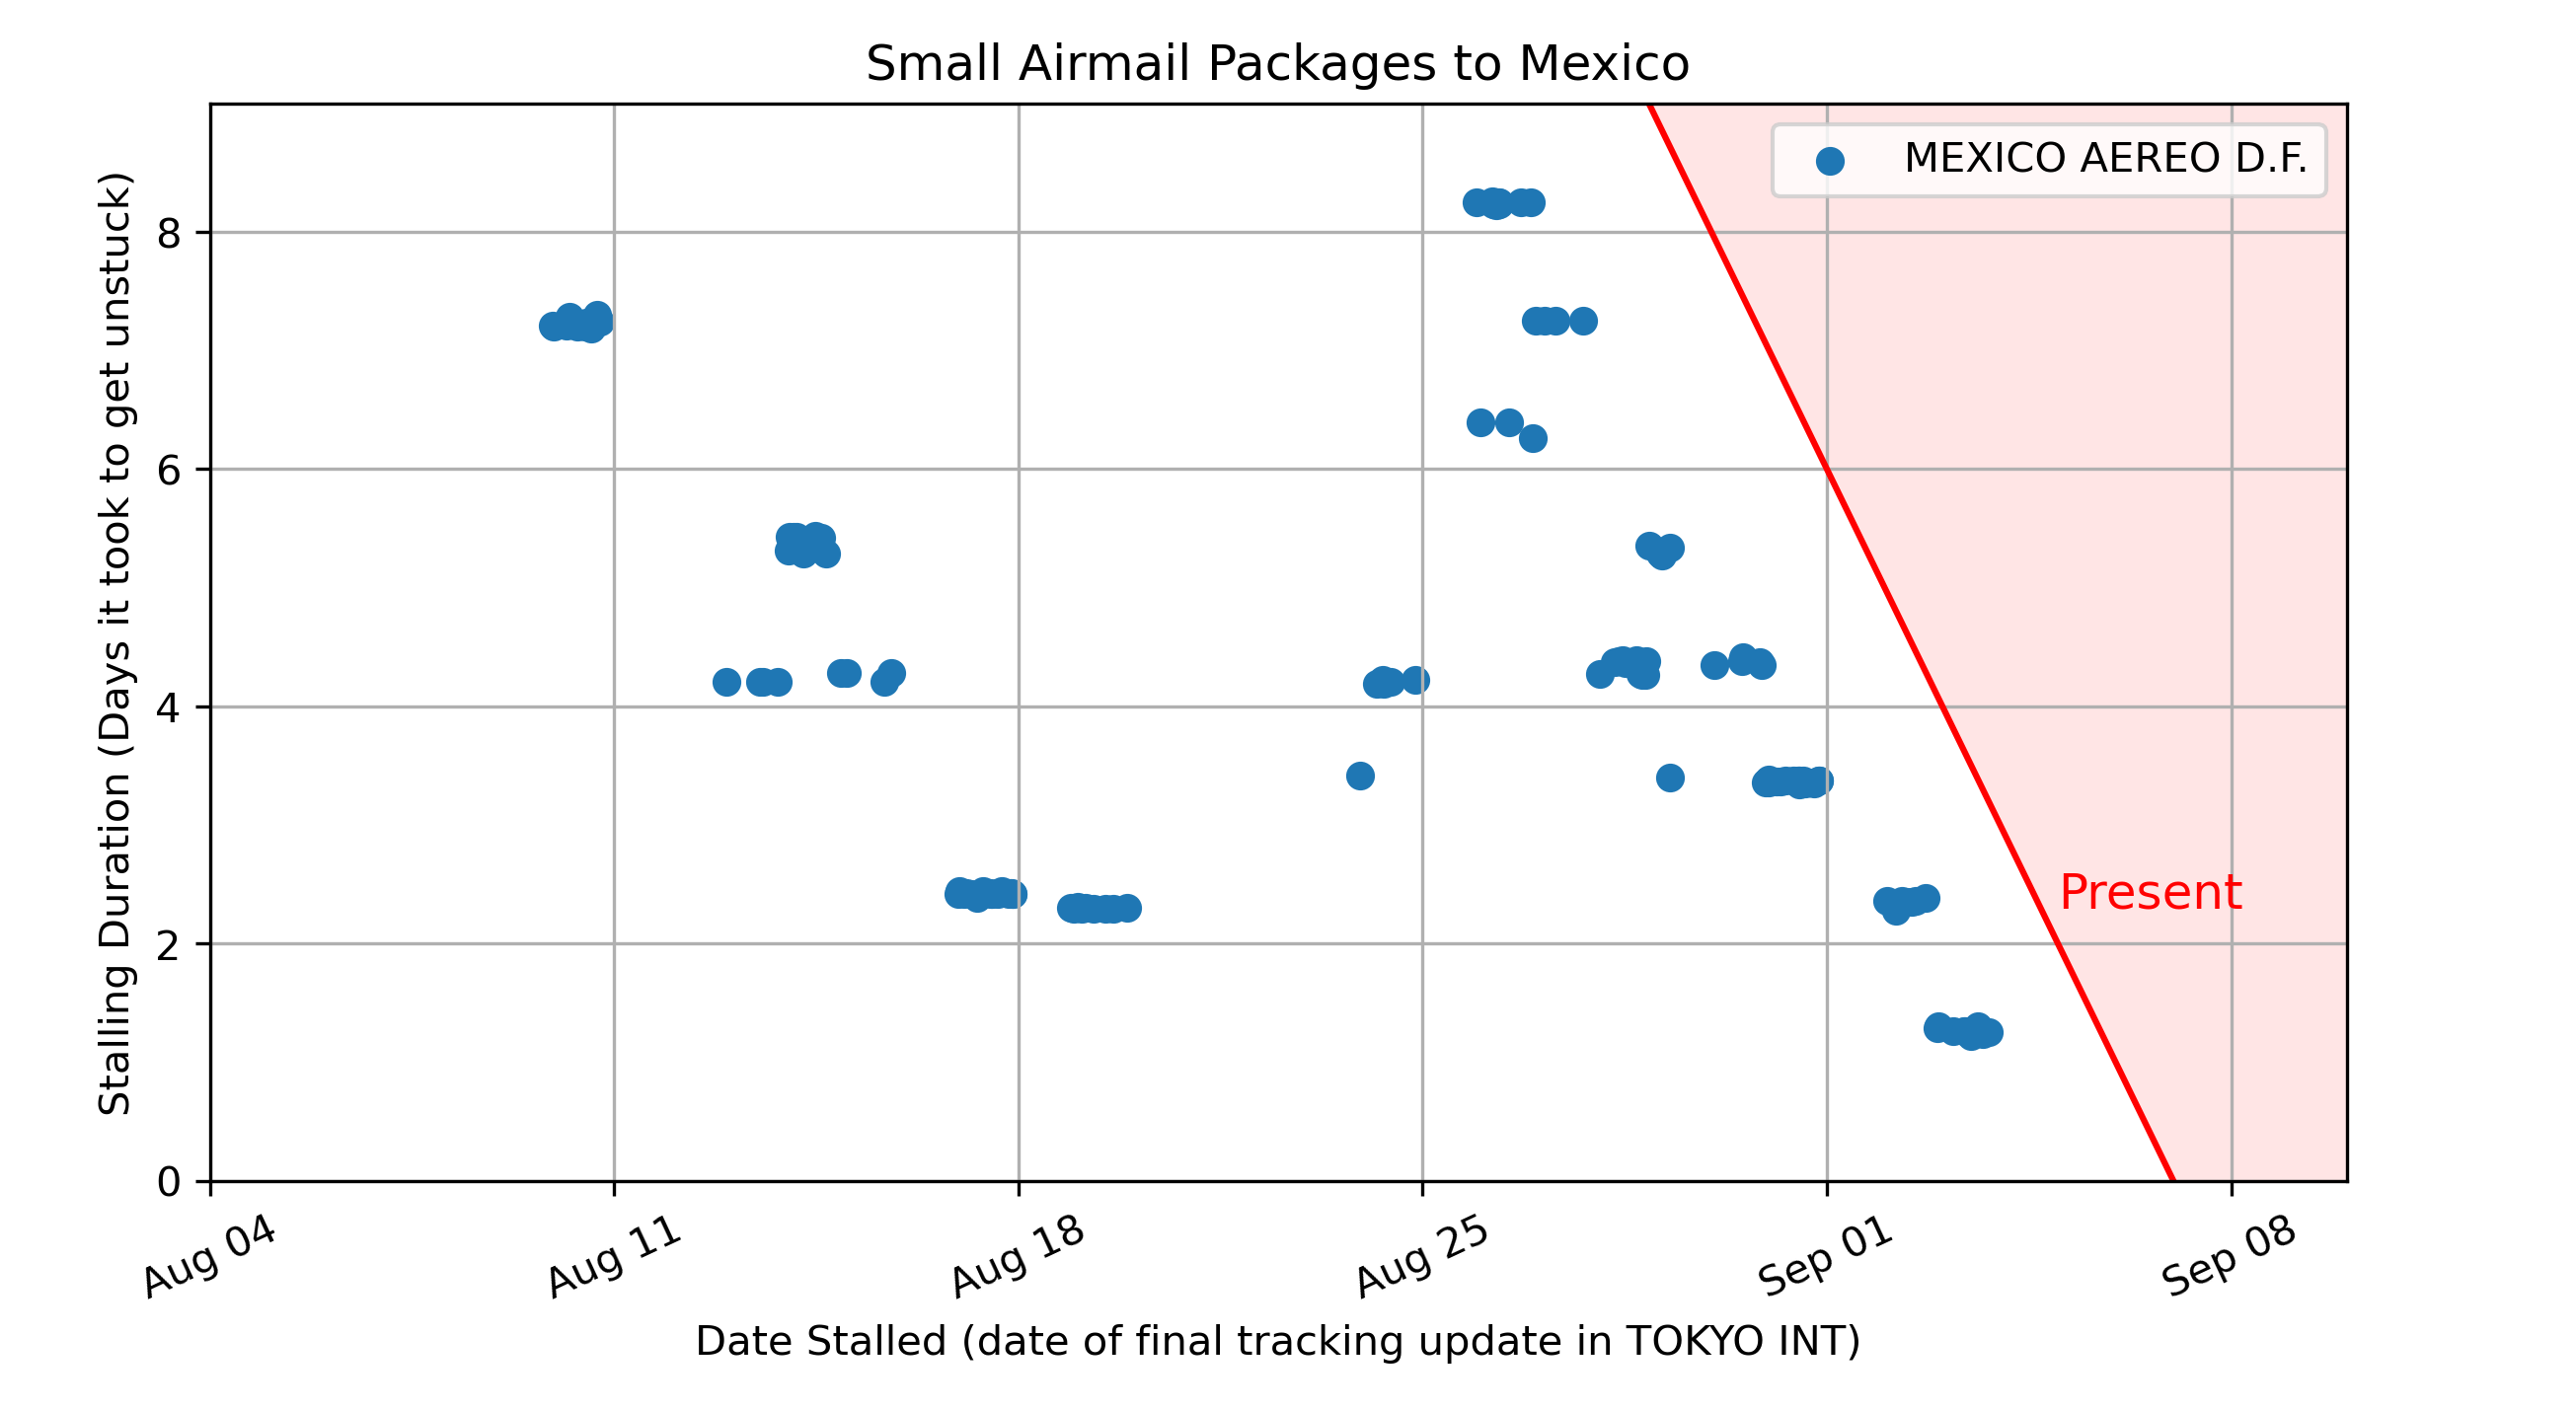 Small Airmail Packages to Mexico
MEXICO AEREO D.F.
Stalling Duration (Days it took to get unstuck)
8
6
4
2
0
Present
Aug 04
Aug 11
Aug 18
Aug 25
Sep 01
Sep 08
Date Stalled (date of final tracking update in TOKYO INT)